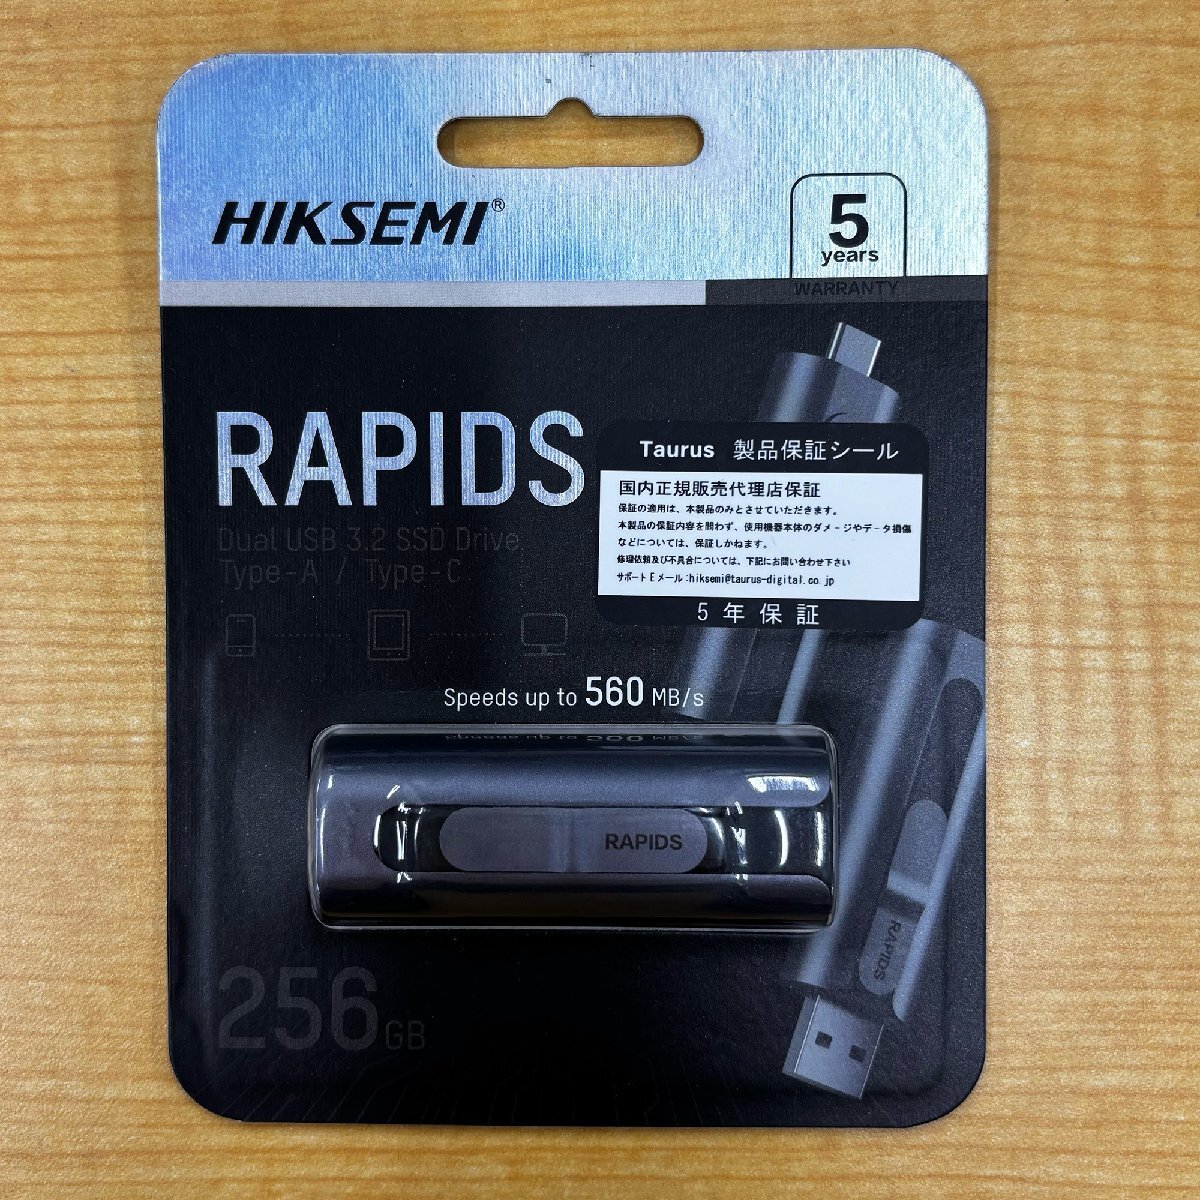 HIKSEMI®
5
years
WARRANTY
RAPIDS
Dual USB 3.2 SSD Drive
Type-A / Type-C
Taurus 製品保証シール
国内正規販売代理店保証
保証の適用は、本製品のみとさせていただきます。
本製品の保証内容を問わず、使用機器本体のダメージやデータ損傷
などについては、保証しかねます。
修理依頼及び不具合については、下記にお問い合わせ下さい
サポートEメール:hiksemi@taurus-digital.co.jp
5年保証
Speeds up to 560 MB/s
RAPIDS
RAPIDS
256GB